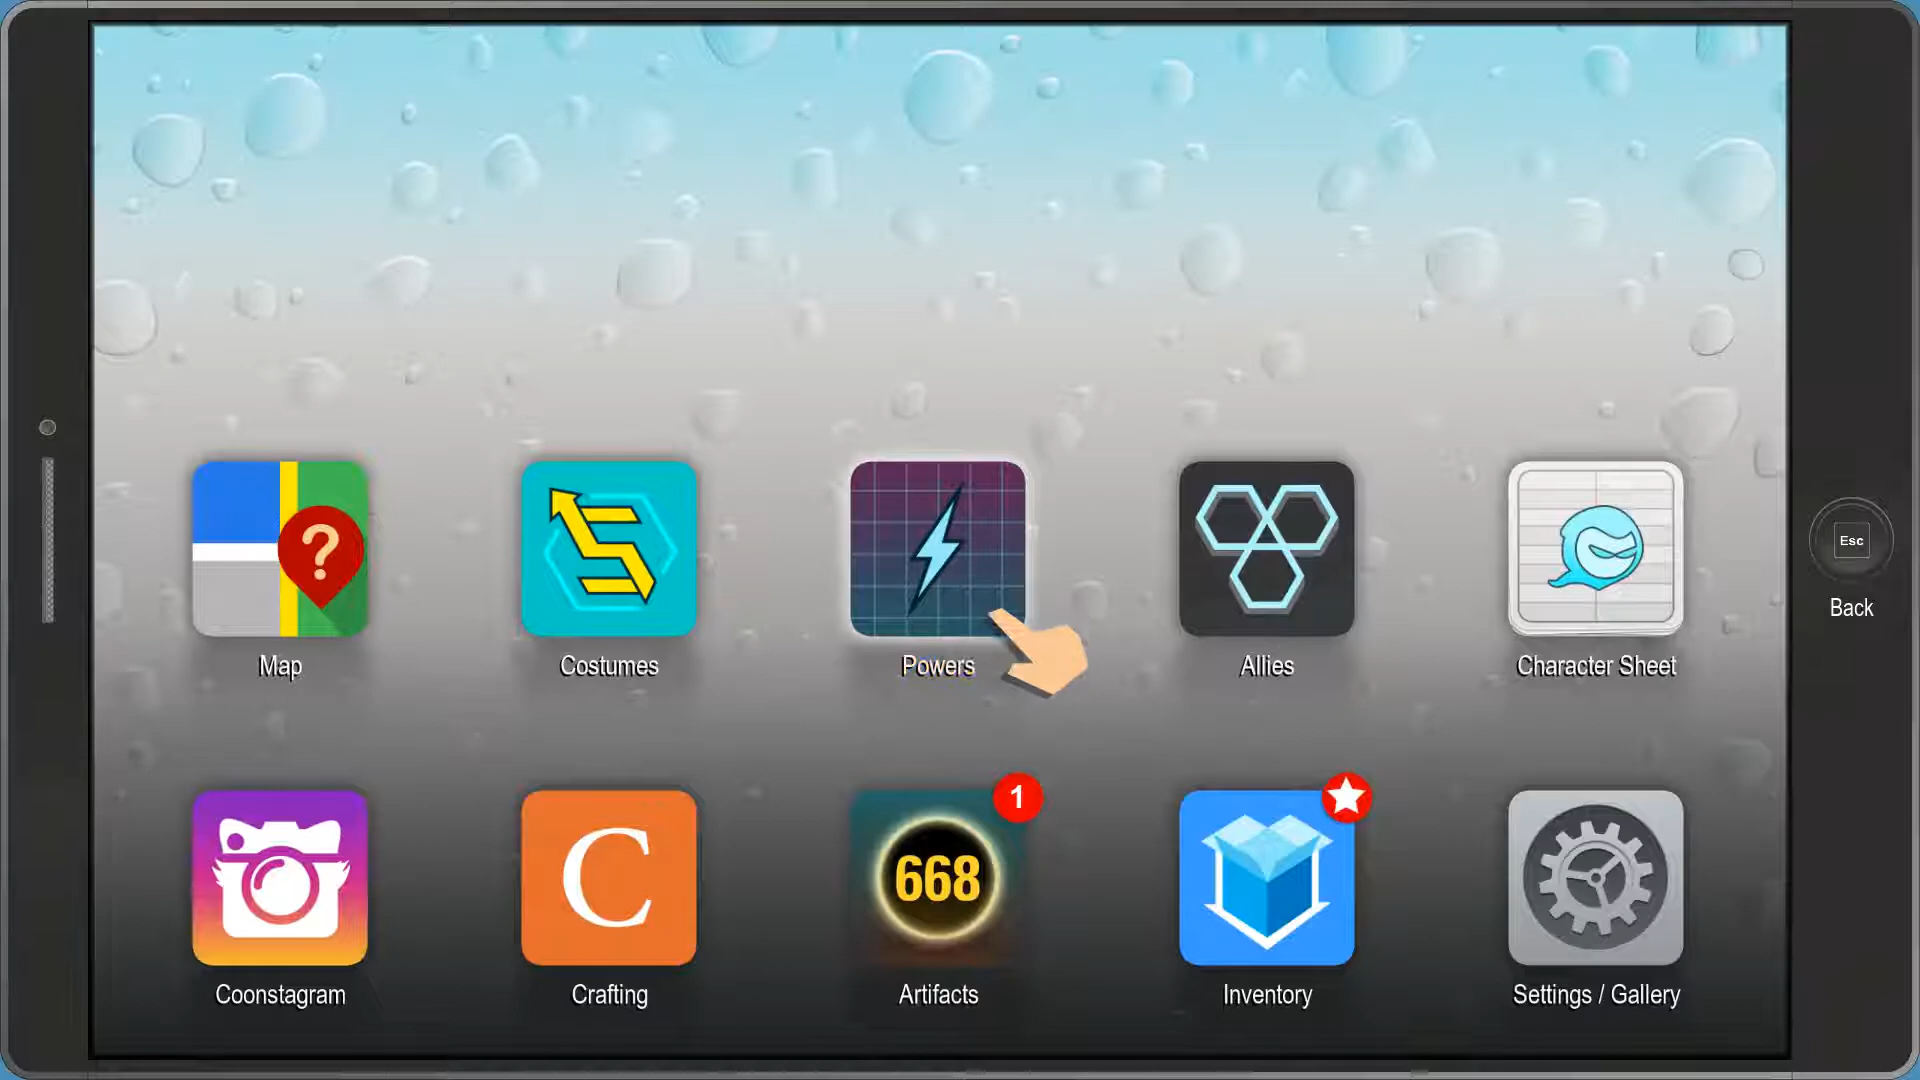 ?
Esc
Back
Map
Costumes
Powers
Allies
Character Sheet
1
C
668
Coonstagram
Crafting
Artifacts
Inventory
Settings / Gallery